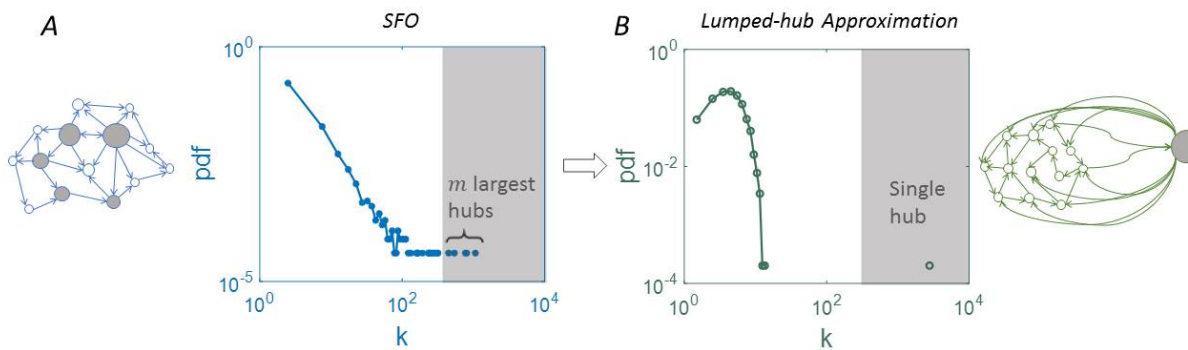 A
SFO
10^0
pdf
m largest
hubs
10^-5
10^0
10^2
10^4
k
B
Lumped-hub Approximation
10^0
pdf
10^-2
Single
hub
10^-4
10^0
10^2
10^4
k